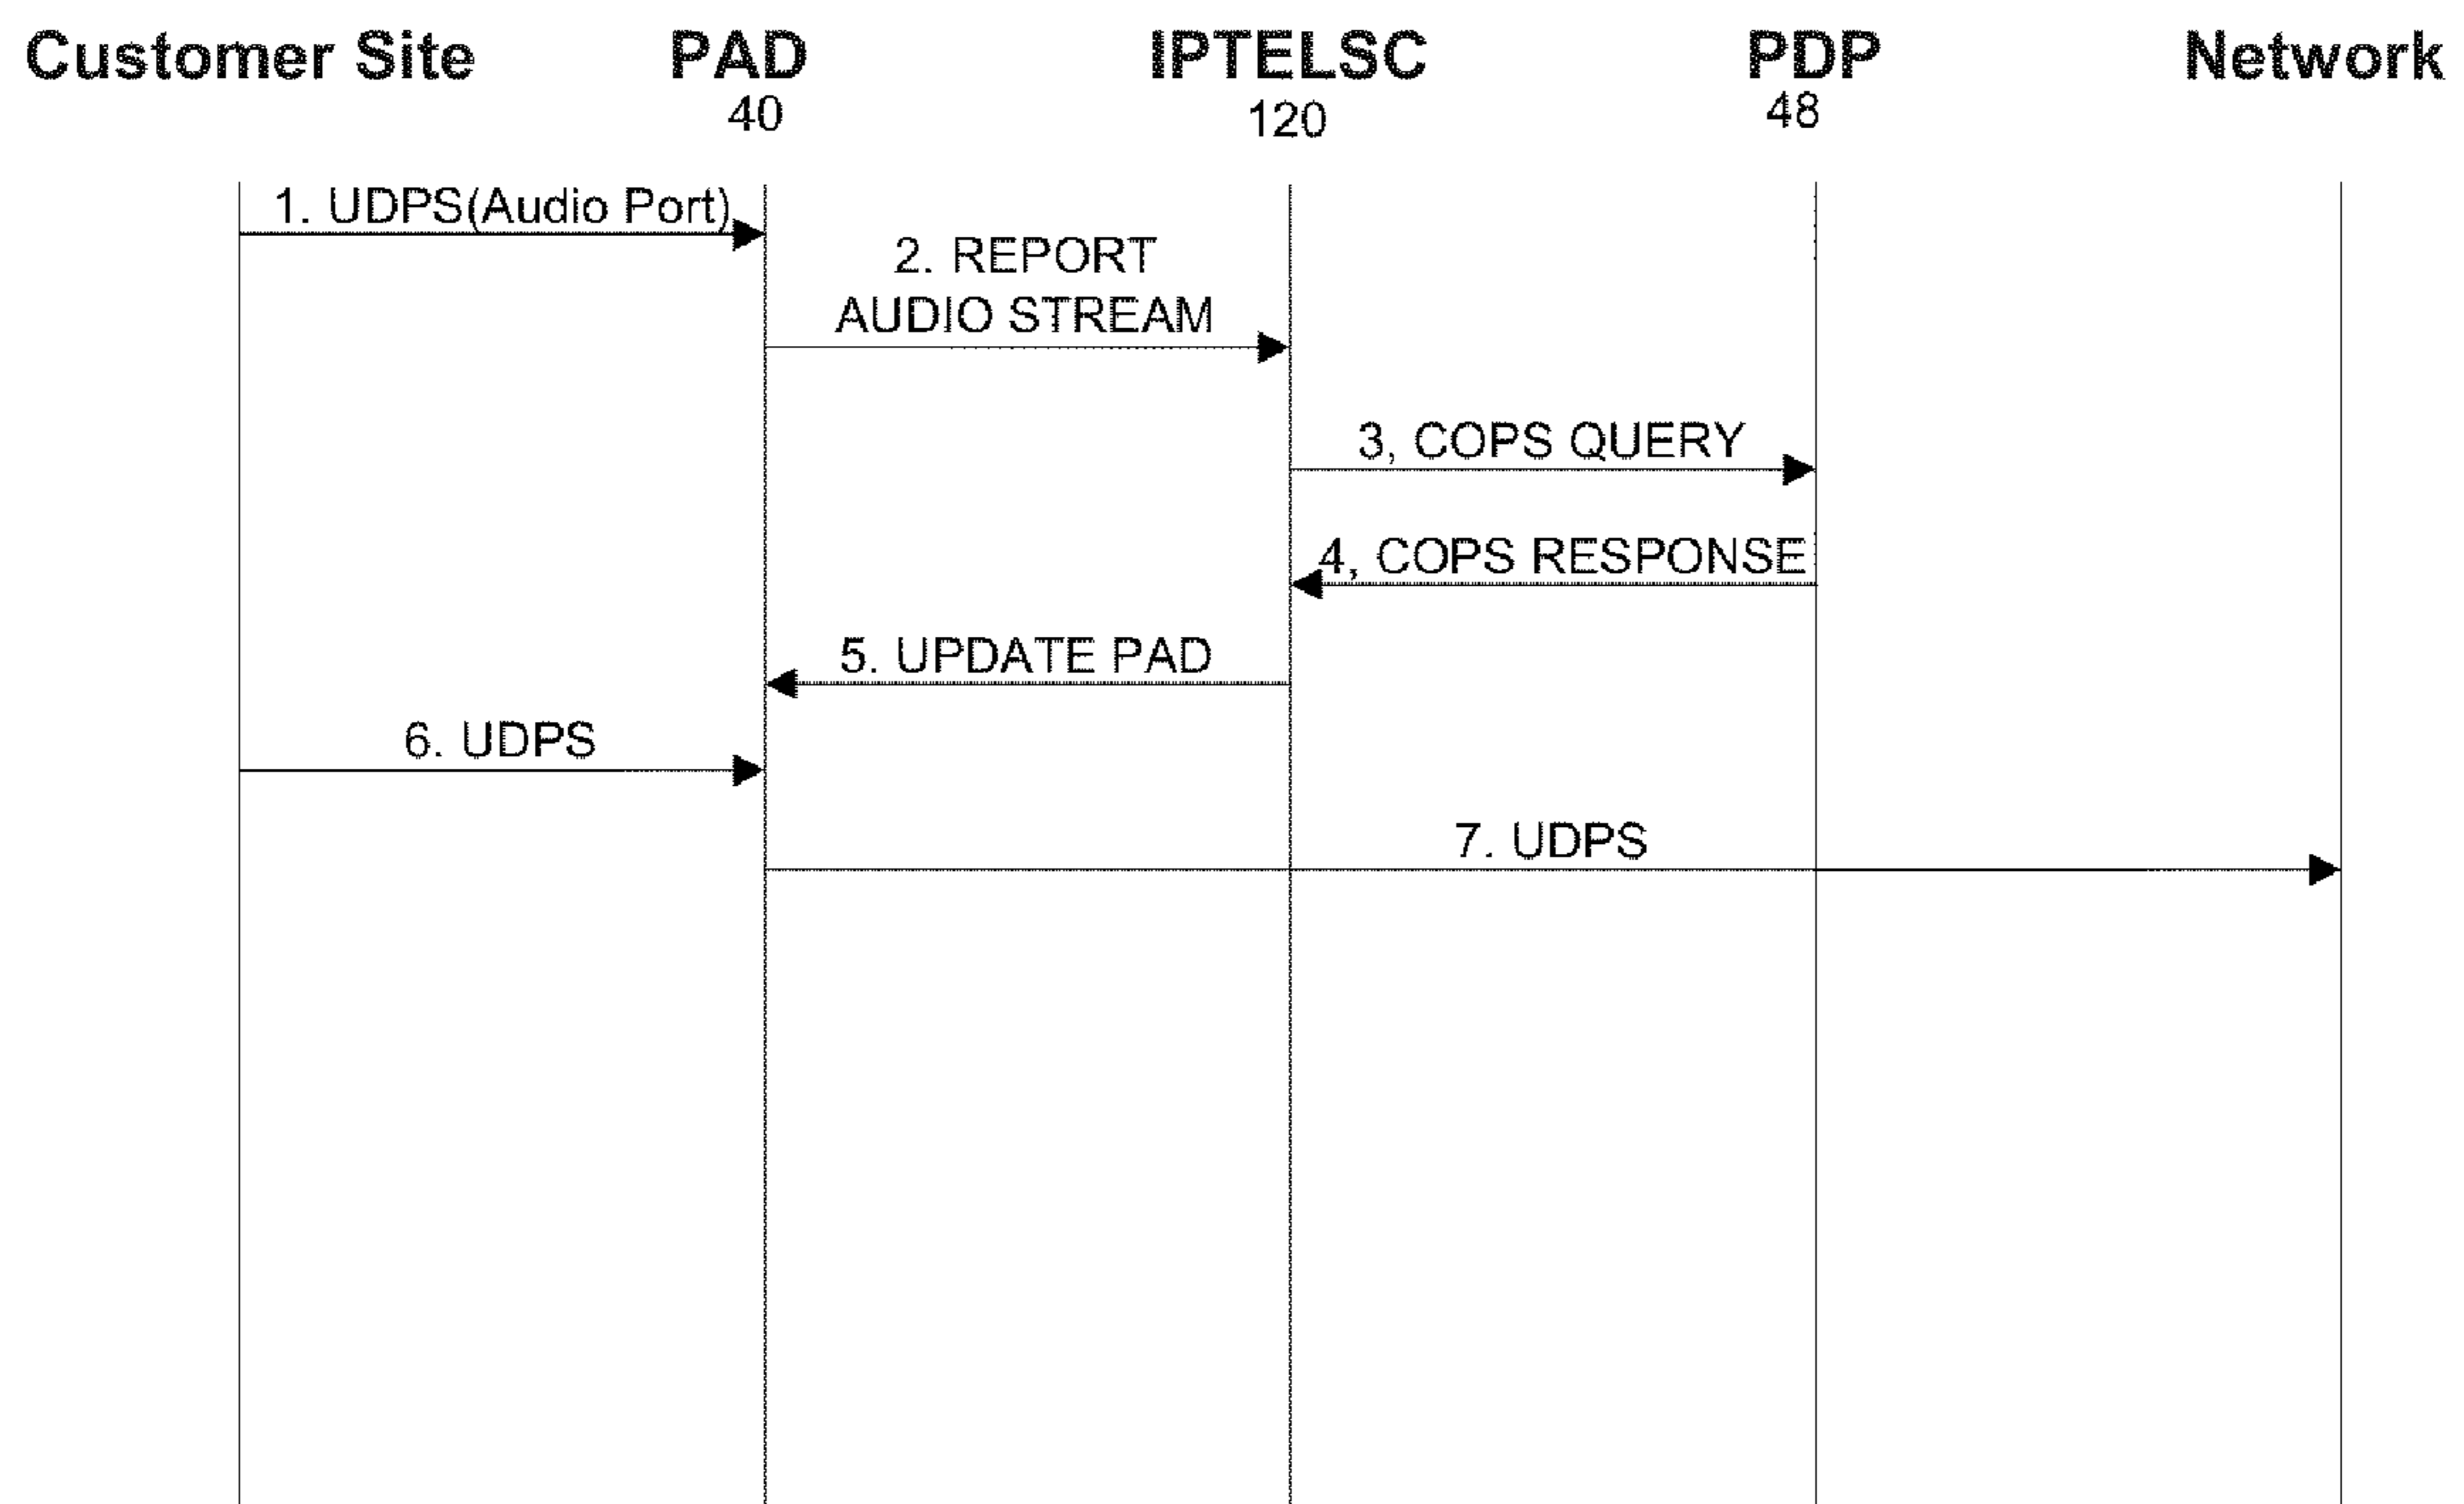 Customer Site PAD IPTELSC PDP Network
40 120 48
1. UDPS(Audio Port)
2. REPORT
AUDIO STREAM
3, COPS QUERY
4, COPS RESPONSE
5. UPDATE PAD
6. UDPS
7. UDPS